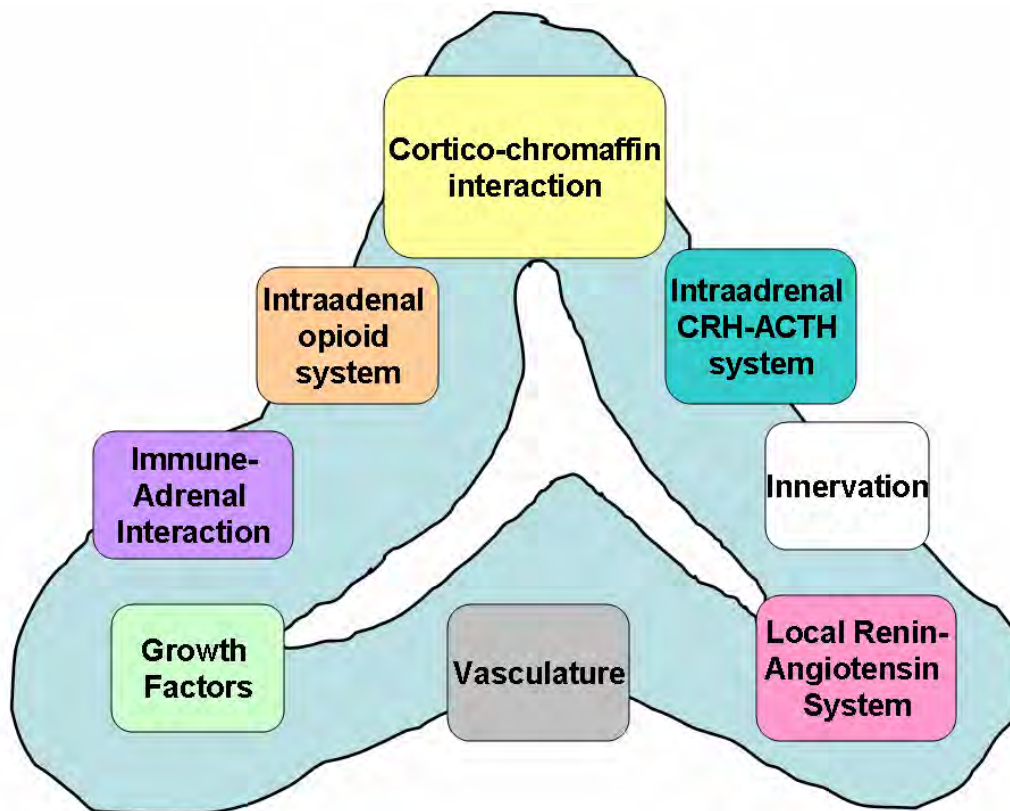 Cortico-chromaffin
interaction
Intraadenal
opioid
system
Intraadrenal
CRH-ACTH
system
Immune-
Adrenal
Interaction
Innervation
Growth
Factors
Vasculature
Local Renin-
Angiotensin
System